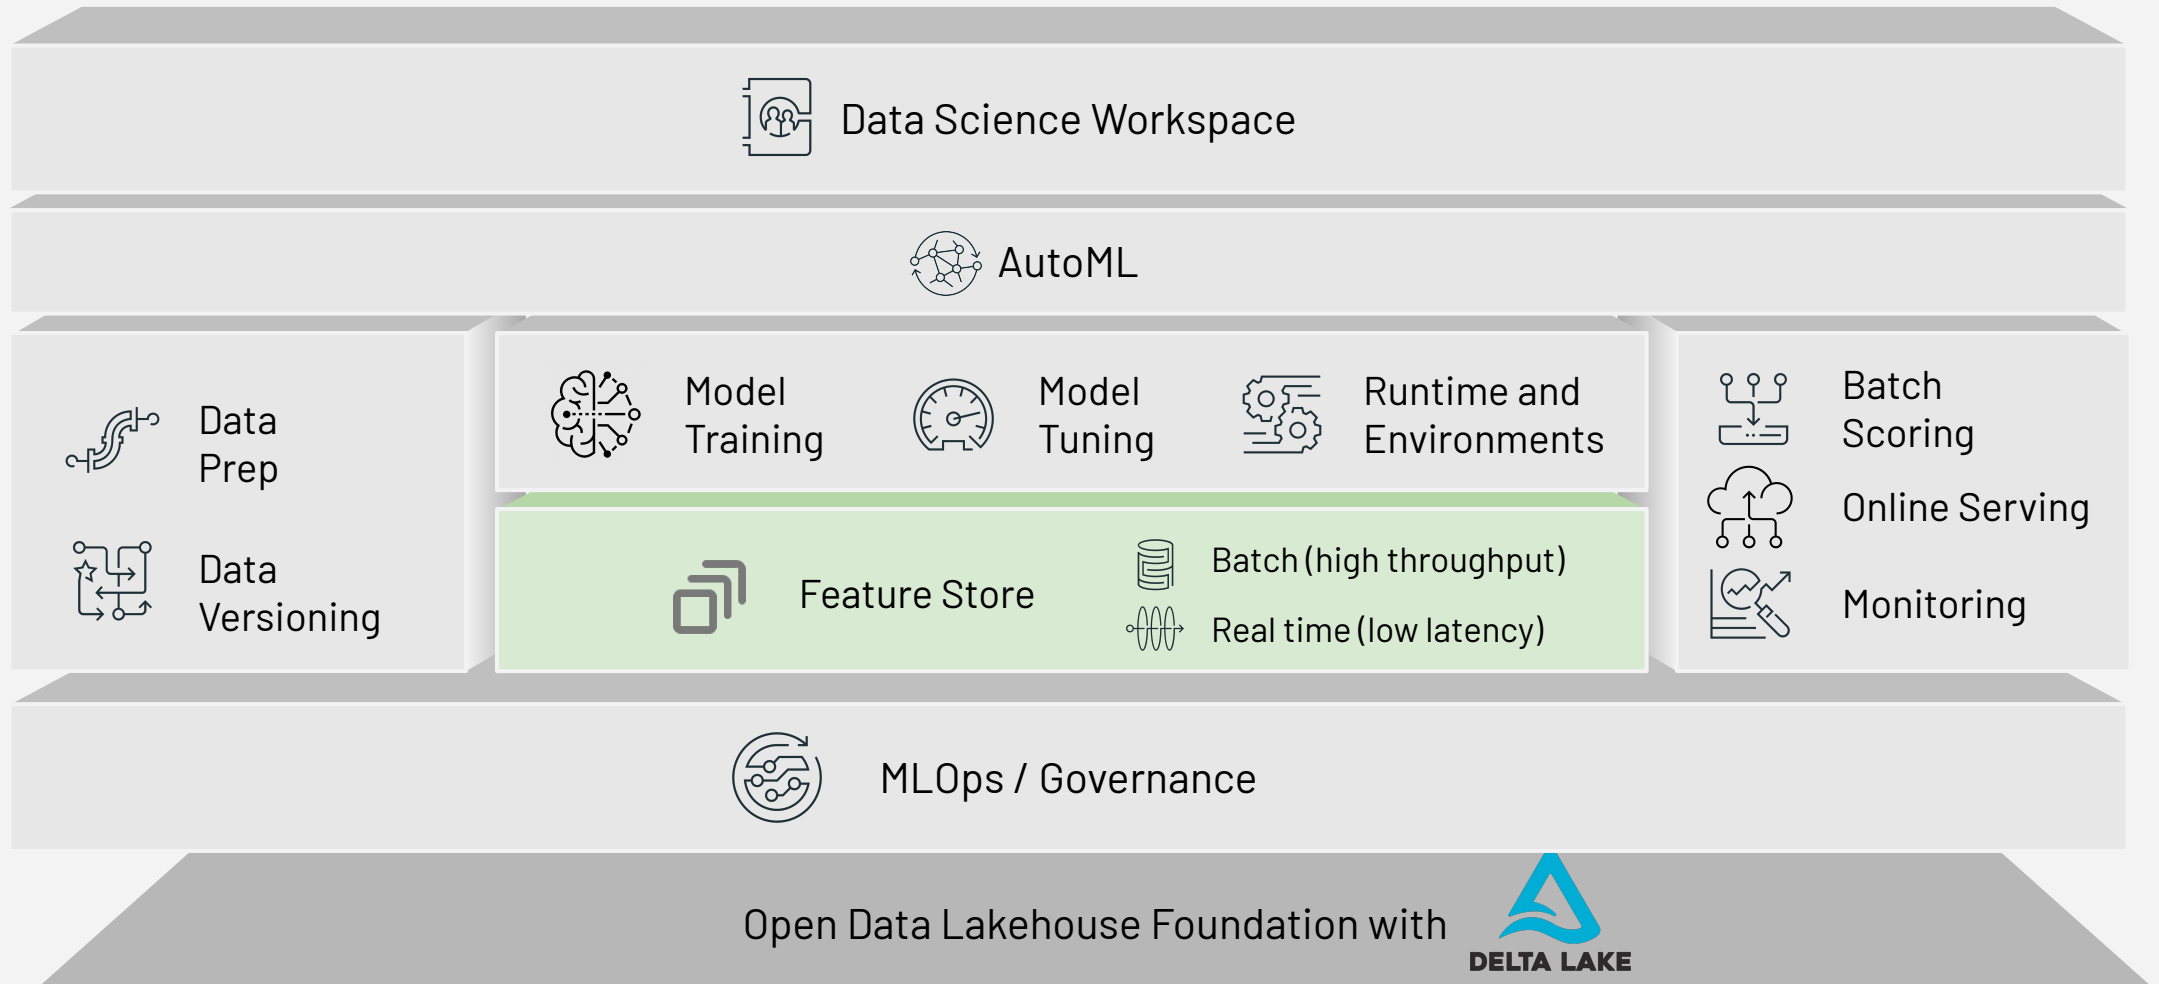 Data Science Workspace
AutoML
Data
Prep
Data
Versioning
Model
Training
Model
Tuning
Runtime and
Environments
Feature Store
Batch (high throughput)
Real time (low latency)
Batch
Scoring
Online Serving
Monitoring
MLOps / Governance
Open Data Lakehouse Foundation with
DELTA LAKE